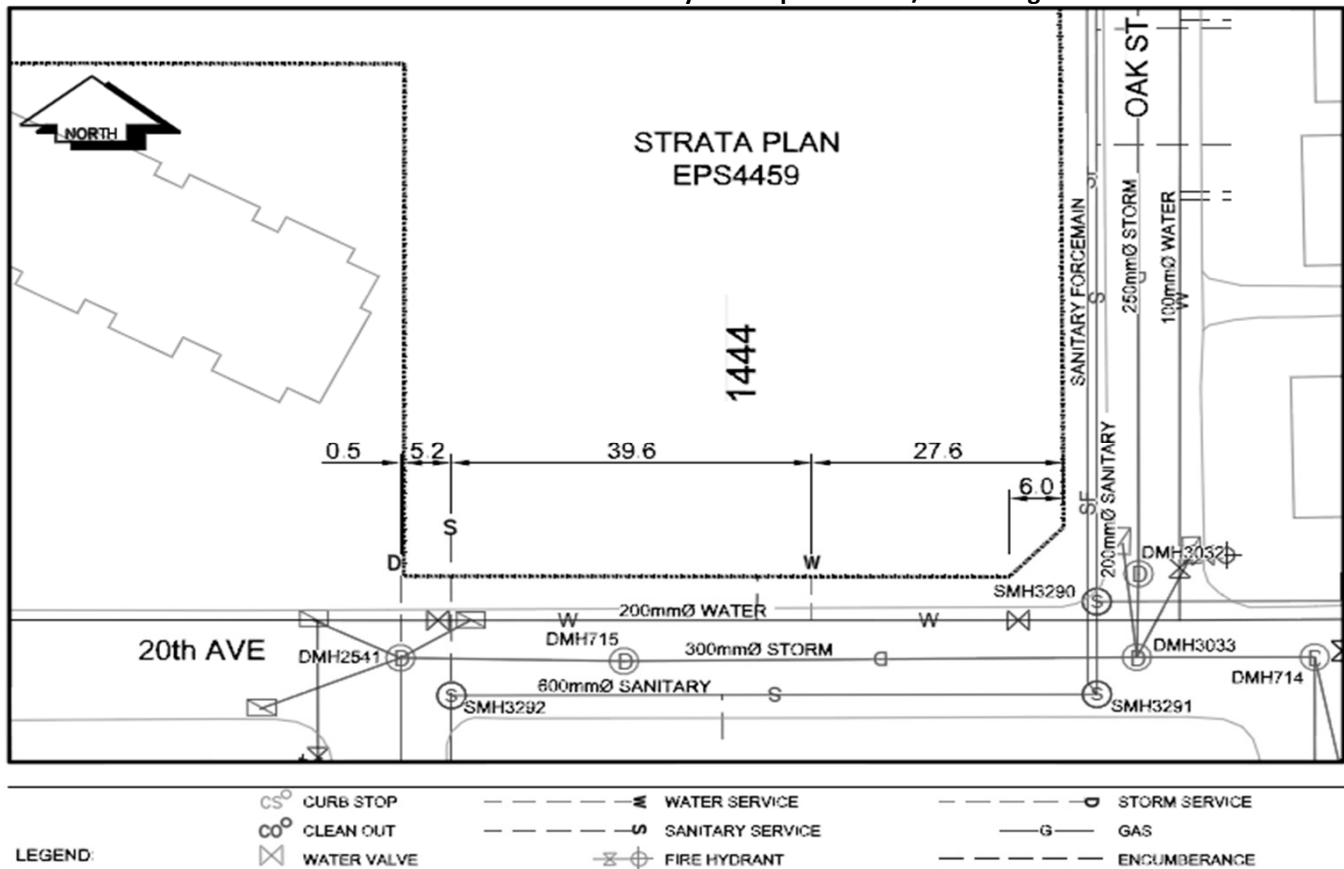 NORTH
STRATA PLAN
EPS4459
1444
OAK ST
SANITARY FORCEMAIN
SF
S
SF
250mmØ STORM
D
100mmØ WATER
W
200mmØ SANITARY
SF
0.5
5.2
39.6
27.6
6.0
S
D
W
DMH3032
D
SMH3290
S
200mmØ WATER
W
W
20th AVE
DMH2541
D
DMH715
D
300mmØ STORM
D
D
DMH3033
D
DMH714
600mmØ SANITARY
S
S
SMH3292
S
SMH3291
LEGEND:
CS CURB STOP
W WATER SERVICE
D STORM SERVICE
CO CLEAN OUT
S SANITARY SERVICE
G GAS
WATER VALVE
FIRE HYDRANT
ENCUMBERANCE